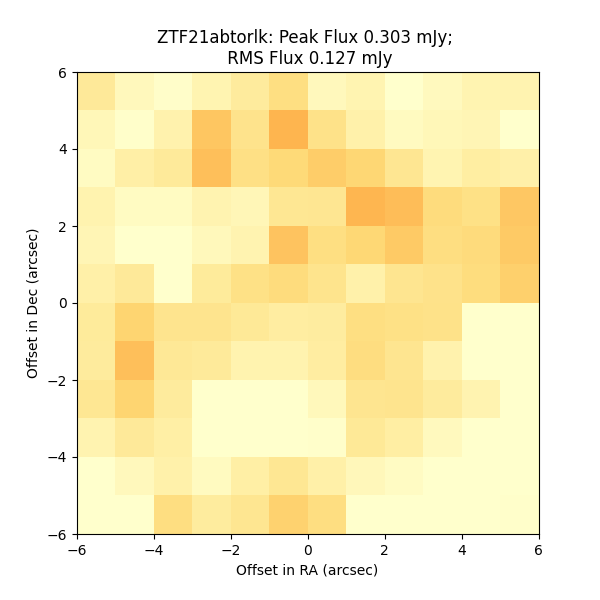 ZTF21abtorlk: Peak Flux 0.303 mJy;
RMS Flux 0.127 mJy
6
4
2
0
−2
−4
−6
Offset in Dec (arcsec)
−6 −4 −2 0 2 4 6
Offset in RA (arcsec)